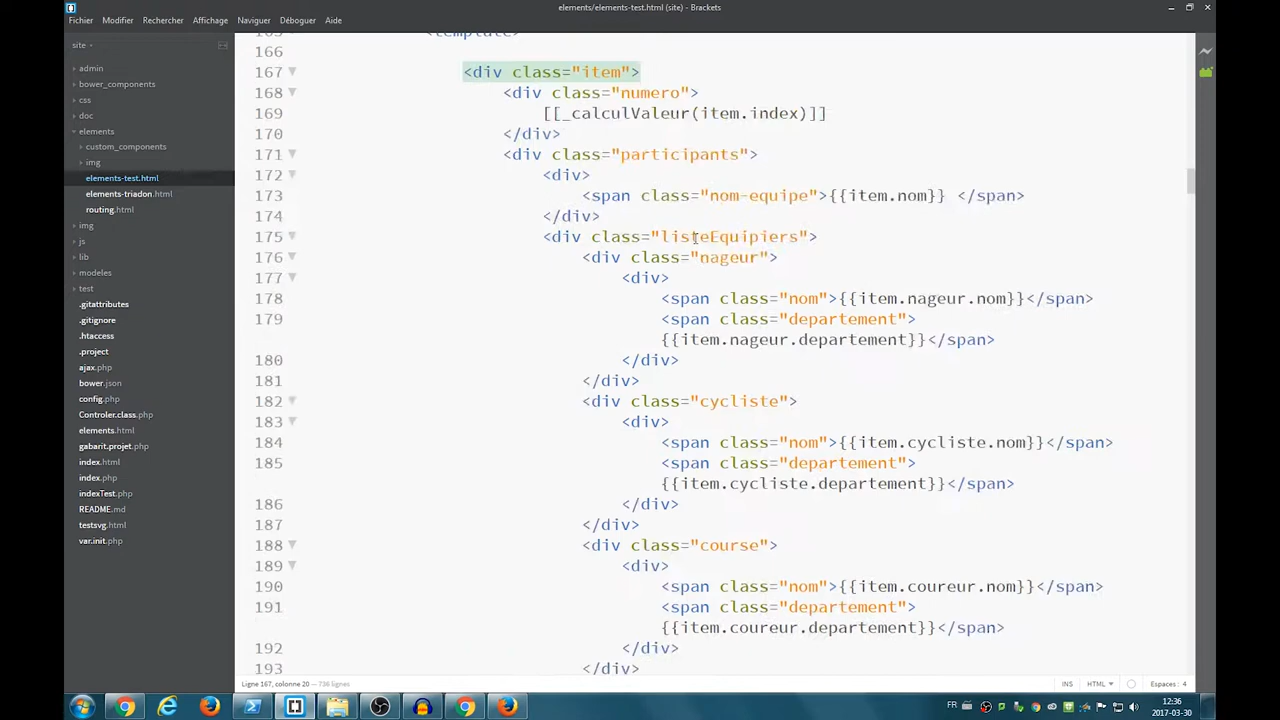 elements/elements-test.html (site) - Brackets
Fichier Modifier Rechercher Affichage Naviguer Déboguer Aide
site
admin
bower_components
css
doc
elements
custom_components
img
elements-test.html
elements-triadon.html
routing.html
img
js
lib
modeles
test
.gitattributes
.gitignore
.htaccess
.project
ajax.php
bower.json
config.php
Controler.class.php
elements.html
gabarit.projet.php
index.html
index.php
indexTest.php
README.md
testsvg.html
var.init.php
165 <template>
166
167 <div class="item">
168 <div class="numero">
169 [[_calculValeur(item.index)]]
170 </div>
171 <div class="participants">
172 <div>
173 <span class="nom-equipe">{{item.nom}} </span>
174 </div>
175 <div class="listeEquipiers">
176 <div class="nageur">
177 <div>
178 <span class="nom">{{item.nageur.nom}}</span>
179 <span class="departement">
{{item.nageur.departement}}</span>
180 </div>
181 </div>
182 <div class="cycliste">
183 <div>
184 <span class="nom">{{item.cycliste.nom}}</span>
185 <span class="departement">
{{item.cycliste.departement}}</span>
186 </div>
187 </div>
188 <div class="course">
189 <div>
190 <span class="nom">{{item.coureur.nom}}</span>
191 <span class="departement">
{{item.coureur.departement}}</span>
192 </div>
193 </div>
Ligne 167, colonne 20 — 736 lignes
INS HTML Espaces : 4
FR 12:36
2017-03-30